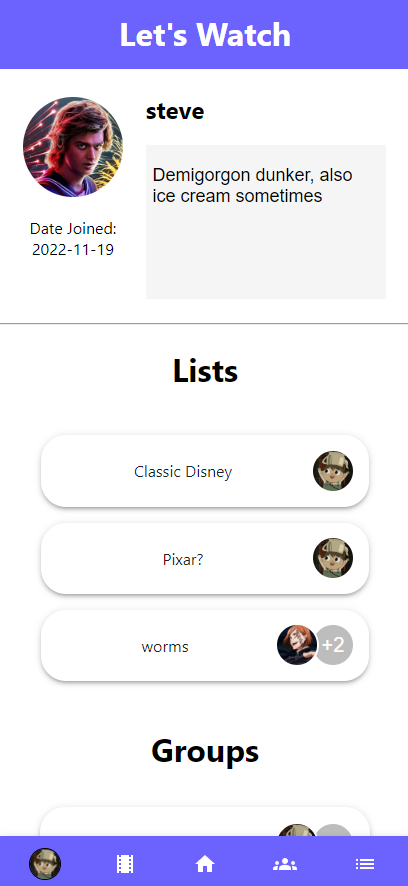 Let's Watch
steve
Demigorgon dunker, also
ice cream sometimes
Date Joined:
2022-11-19
Lists
Classic Disney
Pixar?
worms
+2
Groups